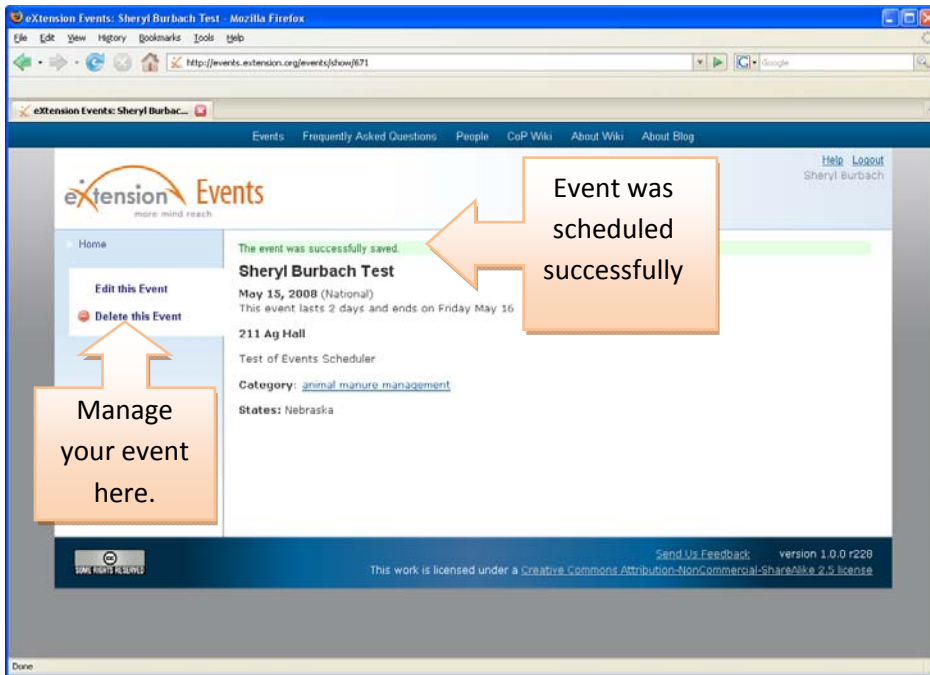 eXtension Events: Sheryl Burbach Test - Mozilla Firefox
File Edit View History Bookmarks Tools Help
http://events.extension.org/events/show/671
Google
eXtension Events: Sheryl Burbac...
Events Frequently Asked Questions People CoP Wiki About Wiki About Blog
Help Logout
Sheryl Burbach
eXtension Events
more mind reach
Event was
scheduled
successfully
Home
The event was successfully saved.
Sheryl Burbach Test
Edit this Event
May 15, 2008 (National)
This event lasts 2 days and ends on Friday May 16
Delete this Event
211 Ag Hall
Test of Events Scheduler
Category: animal manure management
States: Nebraska
Manage
your event
here.
cc
SOME RIGHTS RESERVED
Send Us Feedback version 1.0.0 r228
This work is licensed under a Creative Commons Attribution-NonCommercial-ShareAlike 2.5 license
Done